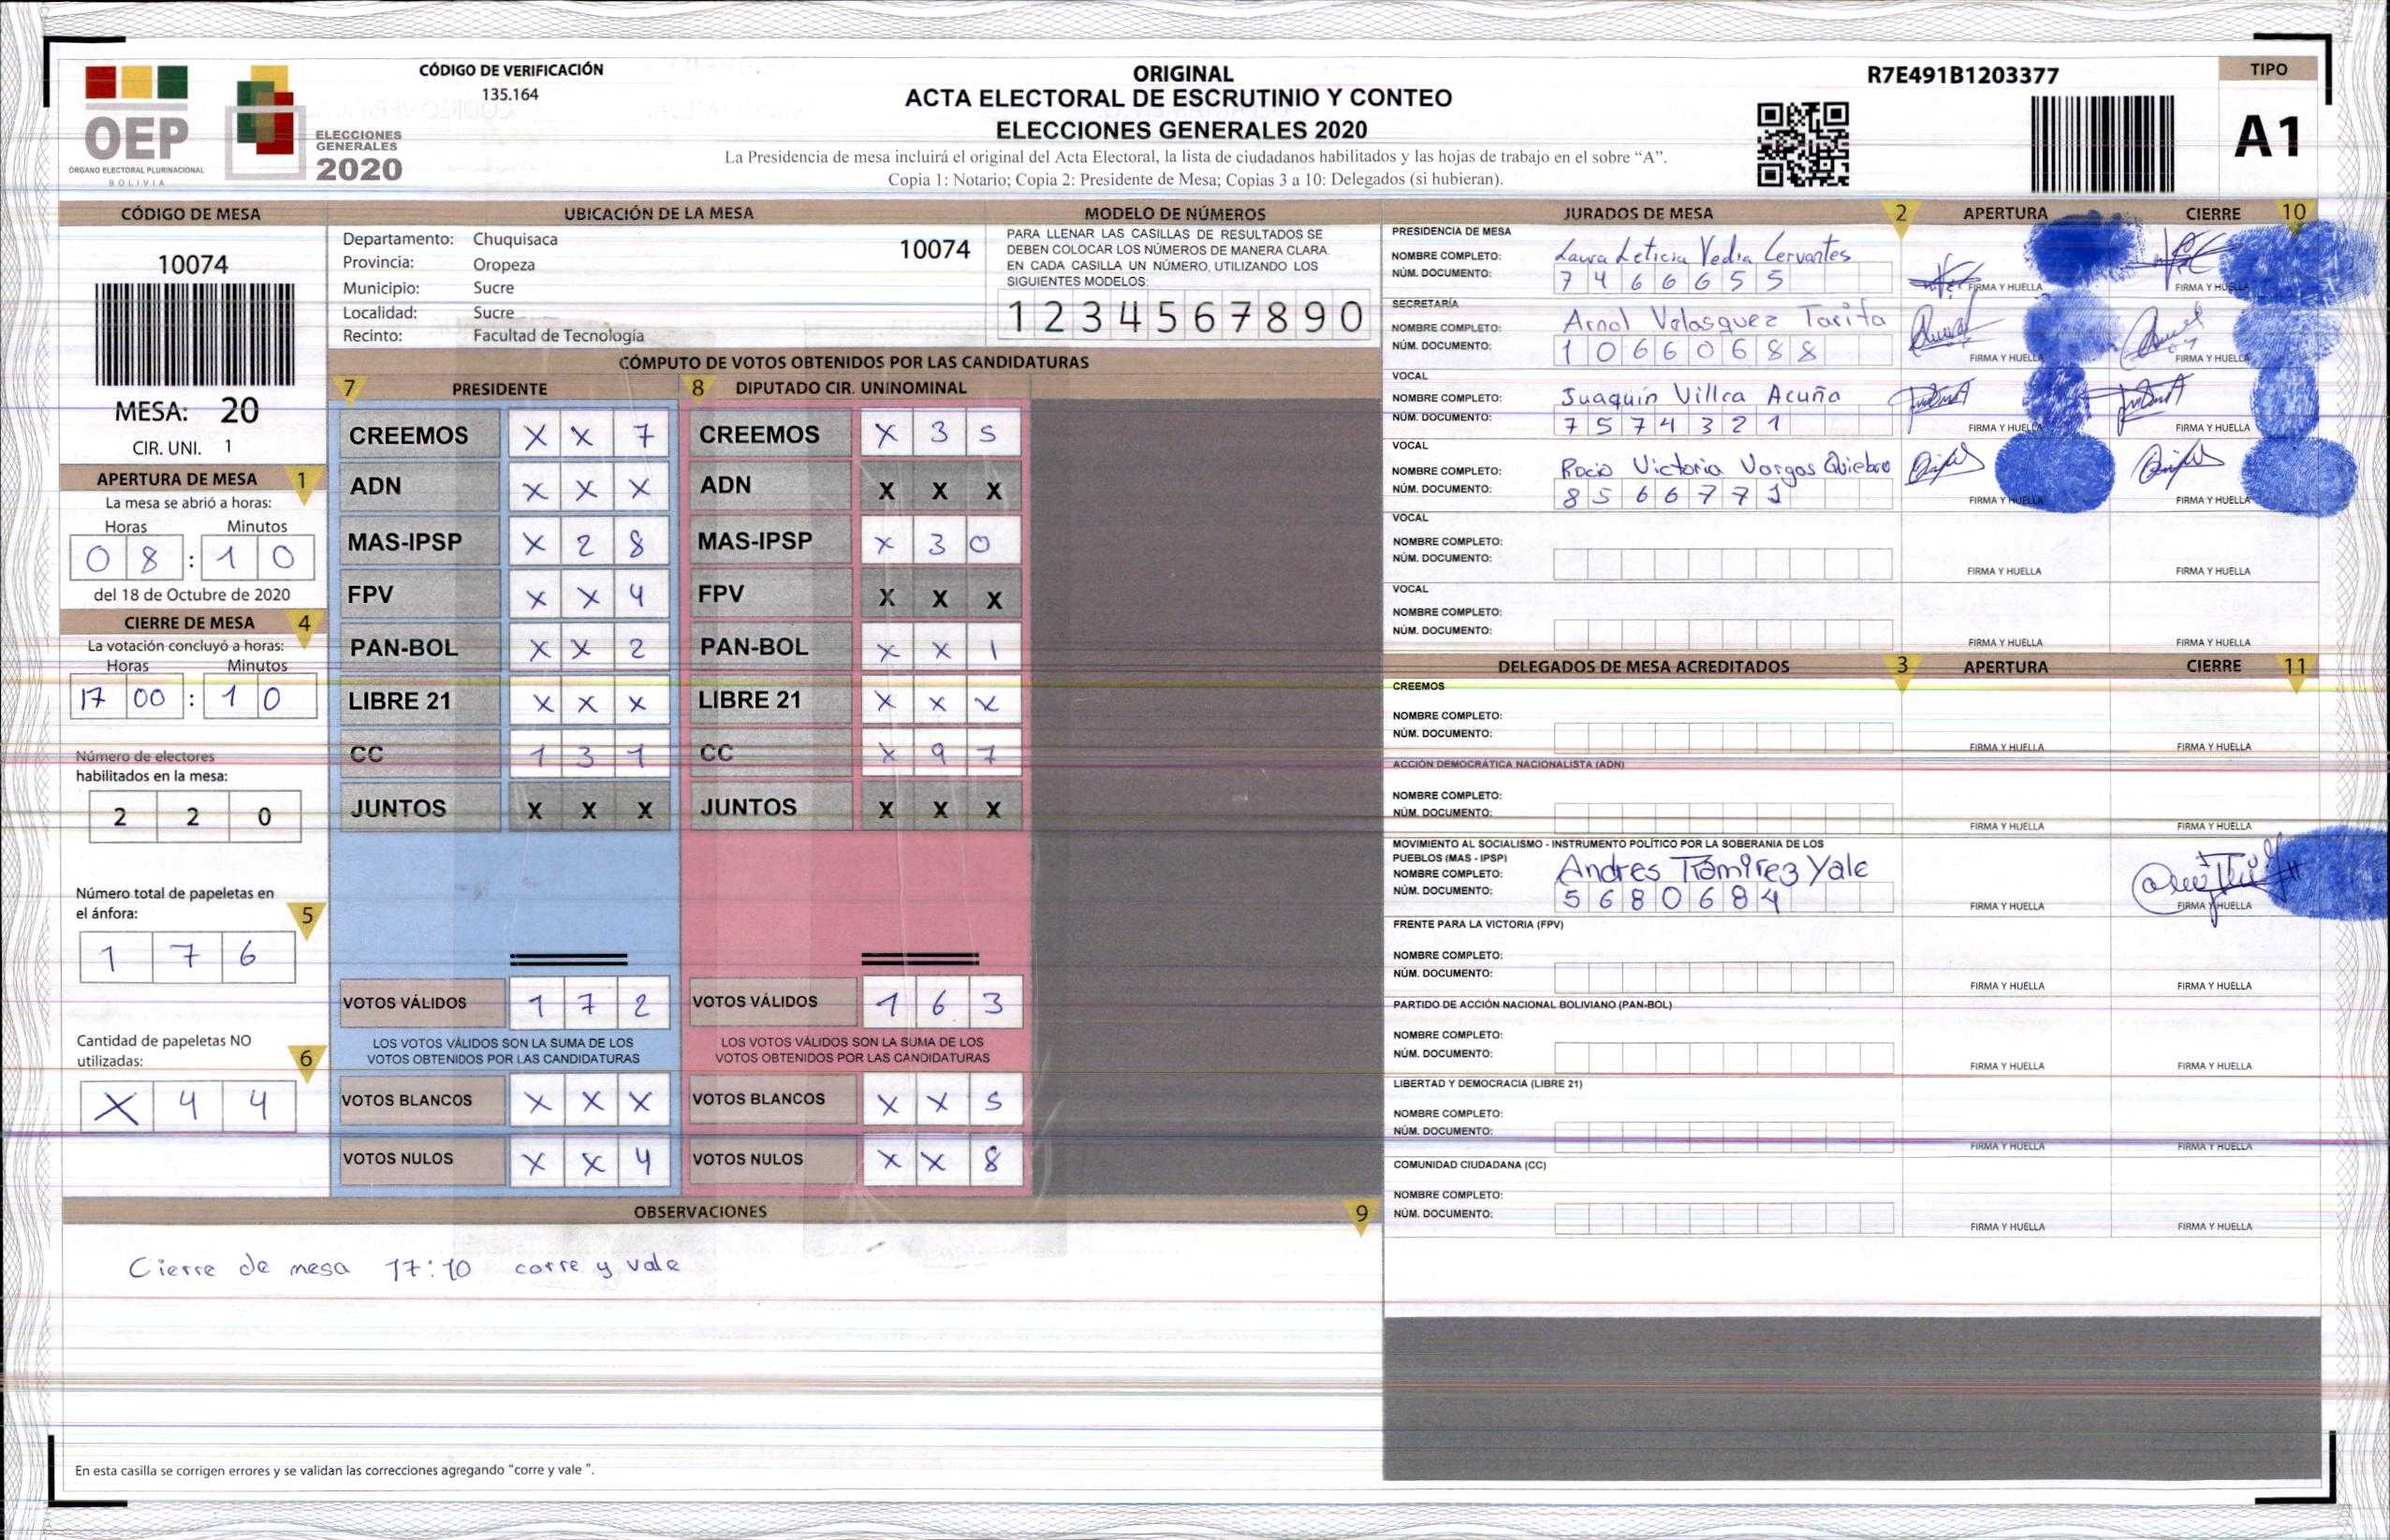 CÓDIGO DE VERIFICACIÓN
135.164
OEP
ÓRGANO ELECTORAL PLURINACIONAL
BOLIVIA
ELECCIONES
GENERALES
2020
ORIGINAL
ACTA ELECTORAL DE ESCRUTINIO Y CONTEO
ELECCIONES GENERALES 2020
La Presidencia de mesa incluirá el original del Acta Electoral, la lista de ciudadanos habilitados y las hojas de trabajo en el sobre “A”.
Copia 1: Notario; Copia 2: Presidente de Mesa; Copias 3 a 10: Delegados (si hubieran).
R7E491B1203377
TIPO
A1
CÓDIGO DE MESA
10074
MESA: 20
CIR. UNI. 1
APERTURA DE MESA 1
La mesa se abrió a horas:
Horas Minutos
0 8 : 1 0
del 18 de Octubre de 2020
CIERRE DE MESA 4
La votación concluyó a horas:
Horas Minutos
17 00 : 1 0
Número de electores
habilitados en la mesa:
2 2 0
Número total de papeletas en
el ánfora: 5
1 7 6
Cantidad de papeletas NO
utilizadas: 6
X 4 4
UBICACIÓN DE LA MESA
Departamento: Chuquisaca 10074
Provincia: Oropeza
Municipio: Sucre
Localidad: Sucre
Recinto: Facultad de Tecnología
MODELO DE NÚMEROS
PARA LLENAR LAS CASILLAS DE RESULTADOS SE
DEBEN COLOCAR LOS NÚMEROS DE MANERA CLARA.
EN CADA CASILLA UN NÚMERO, UTILIZANDO LOS
SIGUIENTES MODELOS:
1 2 3 4 5 6 7 8 9 0
CÓMPUTO DE VOTOS OBTENIDOS POR LAS CANDIDATURAS
7 PRESIDENTE 8 DIPUTADO CIR. UNINOMINAL
CREEMOS X X 7 CREEMOS X 3 5
ADN X X X ADN X X X
MAS-IPSP X 2 8 MAS-IPSP X 3 0
FPV X X 4 FPV X X X
PAN-BOL X X 2 PAN-BOL X X 1
LIBRE 21 X X X LIBRE 21 X X X
CC 1 3 1 CC X 9 7
JUNTOS X X X JUNTOS X X X
VOTOS VÁLIDOS 1 7 2 VOTOS VÁLIDOS 1 6 3
LOS VOTOS VÁLIDOS SON LA SUMA DE LOS LOS VOTOS VÁLIDOS SON LA SUMA DE LOS
VOTOS OBTENIDOS POR LAS CANDIDATURAS VOTOS OBTENIDOS POR LAS CANDIDATURAS
VOTOS BLANCOS X X X VOTOS BLANCOS X X 5
VOTOS NULOS X X 4 VOTOS NULOS X X 8
OBSERVACIONES 9
Cierre de mesa 17:10 corre y vale
En esta casilla se corrigen errores y se validan las correcciones agregando “corre y vale ”.
JURADOS DE MESA 2 APERTURA CIERRE 10
PRESIDENCIA DE MESA
NOMBRE COMPLETO: Laura Leticia Vedia Cervantes
NÚM. DOCUMENTO: 7 4 6 6 6 5 5
FIRMA Y HUELLA FIRMA Y HUELLA
SECRETARÍA
NOMBRE COMPLETO: Arnol Velasquez Tarifa
NÚM. DOCUMENTO: 1 0 6 6 0 6 8 8
FIRMA Y HUELLA FIRMA Y HUELLA
VOCAL
NOMBRE COMPLETO: Juaquin Villca Acuña
NÚM. DOCUMENTO: 7 5 7 4 3 2 1
FIRMA Y HUELLA FIRMA Y HUELLA
VOCAL
NOMBRE COMPLETO: Rocio Victoria Vargas Quiebro
NÚM. DOCUMENTO: 8 5 6 6 7 7 1
FIRMA Y HUELLA FIRMA Y HUELLA
VOCAL
NOMBRE COMPLETO:
NÚM. DOCUMENTO:
FIRMA Y HUELLA FIRMA Y HUELLA
VOCAL
NOMBRE COMPLETO:
NÚM. DOCUMENTO:
FIRMA Y HUELLA FIRMA Y HUELLA
DELEGADOS DE MESA ACREDITADOS 3 APERTURA CIERRE 11
CREEMOS
NOMBRE COMPLETO:
NÚM. DOCUMENTO:
FIRMA Y HUELLA FIRMA Y HUELLA
ACCIÓN DEMOCRÁTICA NACIONALISTA (ADN)
NOMBRE COMPLETO:
NÚM. DOCUMENTO:
FIRMA Y HUELLA FIRMA Y HUELLA
MOVIMIENTO AL SOCIALISMO - INSTRUMENTO POLÍTICO POR LA SOBERANIA DE LOS
PUEBLOS (MAS - IPSP)
NOMBRE COMPLETO: Andres Ramirez Yale
NÚM. DOCUMENTO: 5 6 8 0 6 8 4
FIRMA Y HUELLA FIRMA Y HUELLA
FRENTE PARA LA VICTORIA (FPV)
NOMBRE COMPLETO:
NÚM. DOCUMENTO:
FIRMA Y HUELLA FIRMA Y HUELLA
PARTIDO DE ACCIÓN NACIONAL BOLIVIANO (PAN-BOL)
NOMBRE COMPLETO:
NÚM. DOCUMENTO:
FIRMA Y HUELLA FIRMA Y HUELLA
LIBERTAD Y DEMOCRACIA (LIBRE 21)
NOMBRE COMPLETO:
NÚM. DOCUMENTO:
FIRMA Y HUELLA FIRMA Y HUELLA
COMUNIDAD CIUDADANA (CC)
NOMBRE COMPLETO:
NÚM. DOCUMENTO:
FIRMA Y HUELLA FIRMA Y HUELLA